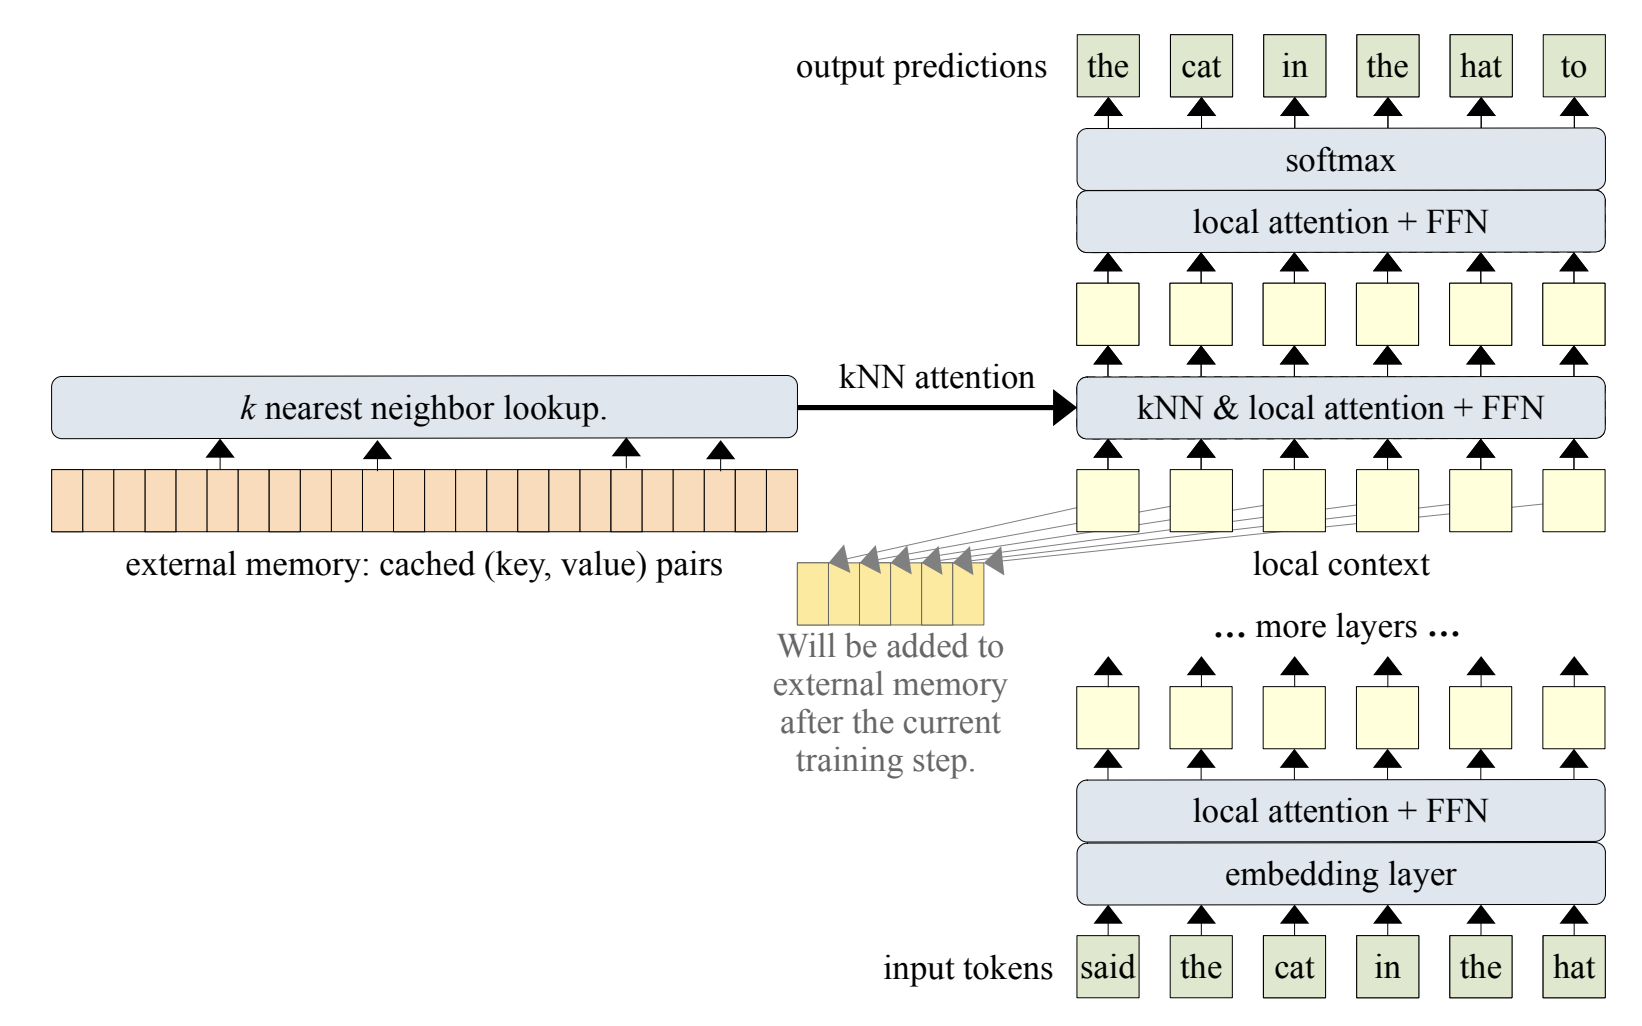 output predictions
the cat in the hat to
softmax
local attention + FFN
kNN attention
k nearest neighbor lookup.
kNN & local attention + FFN
external memory: cached (key, value) pairs
local context
... more layers ...
Will be added to
external memory
after the current
training step.
local attention + FFN
embedding layer
input tokens
said the cat in the hat